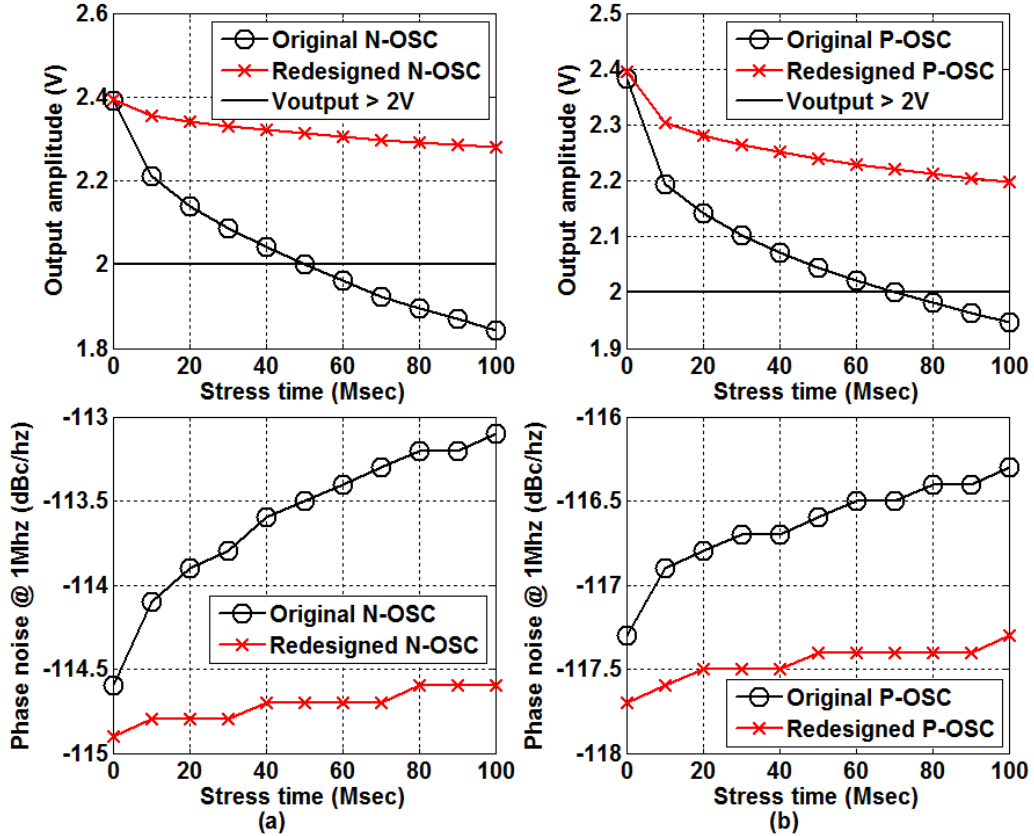 Output amplitude (V)
2.6
2.4
2.2
2
1.8
0
20
40
60
80
100
Original N-OSC
Redesigned N-OSC
Voutput > 2V
Stress time (Msec)
Output amplitude (V)
2.5
2.4
2.3
2.2
2.1
2
1.9
0
20
40
60
80
100
Original P-OSC
Redesigned P-OSC
Voutput > 2V
Stress time (Msec)
Phase noise @ 1Mhz (dBc/hz)
-113
-113.5
-114
-114.5
-115
0
20
40
60
80
100
Original N-OSC
Redesigned N-OSC
Stress time (Msec)
(a)
Phase noise @ 1Mhz (dBc/hz)
-116
-116.5
-117
-117.5
-118
0
20
40
60
80
100
Original P-OSC
Redesigned P-OSC
Stress time (Msec)
(b)